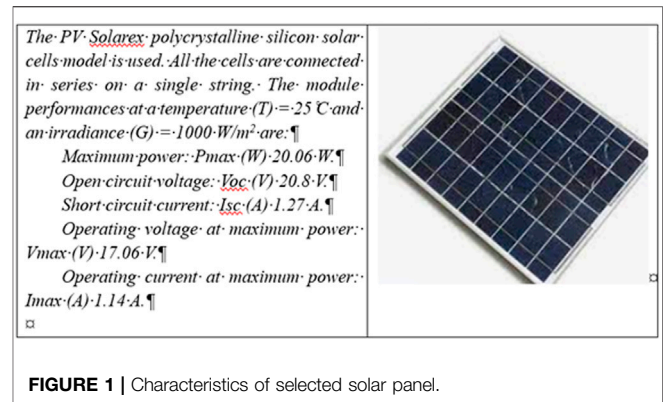 The PV Solarex polycrystalline silicon solar
cells model is used. All the cells are connected
in series on a single string. The module
performances at a temperature (T) = 25 ℃ and
an irradiance (G) = 1000 W/m² are:¶
Maximum power: Pmax (W) 20.06 W.¶
Open circuit voltage: Voc (V) 20.8 V.¶
Short circuit current: Isc (A) 1.27 A.¶
Operating voltage at maximum power:
Vmax (V) 17.06 V.¶
Operating current at maximum power:
Imax (A) 1.14 A.¶
FIGURE 1 | Characteristics of selected solar panel.